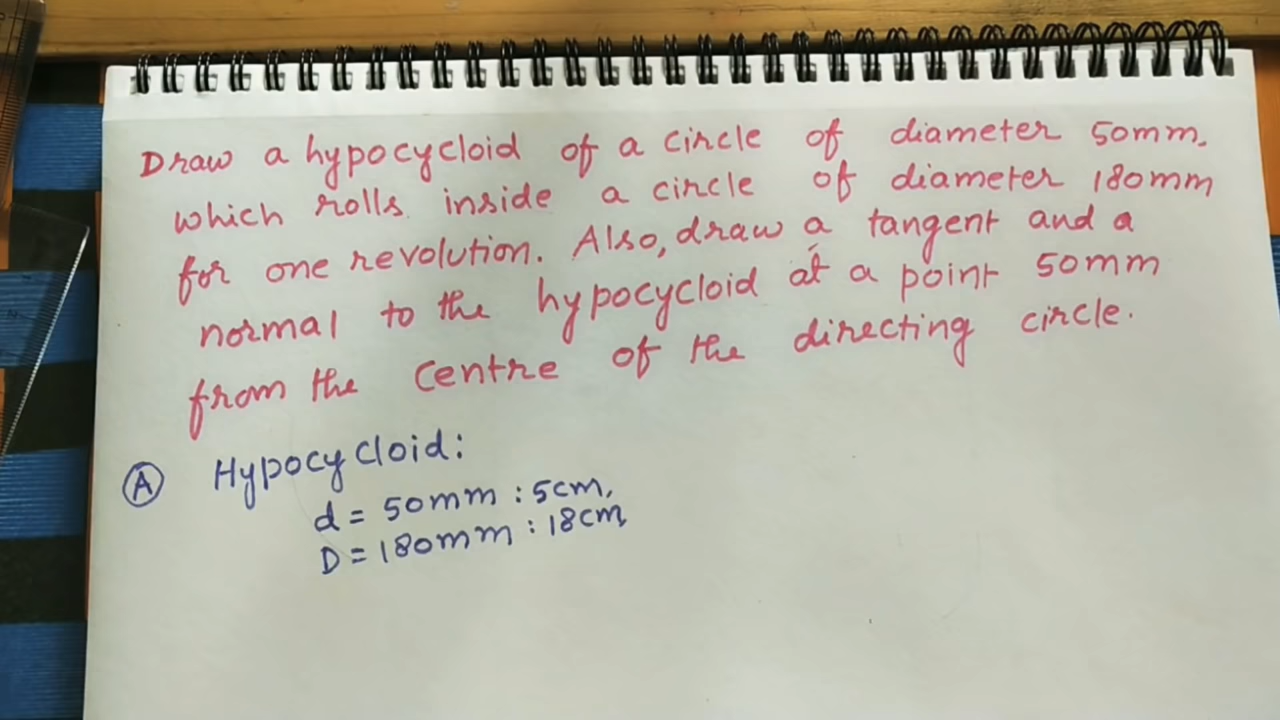 Draw a hypocycloid of a circle of diameter 50mm.
which rolls inside a circle of diameter 180mm
for one revolution. Also, draw a tangent and a
normal to the hypocycloid at a point 50mm
from the centre of the directing circle.
A Hypocycloid:
d = 50mm : 5cm,
D = 180mm : 18cm